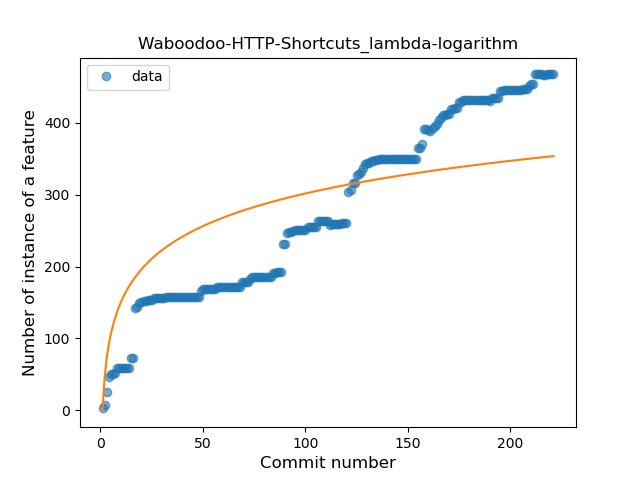 Waboodoo-HTTP-Shortcuts_lambda-logarithm
data
Number of instance of a feature
400
300
200
100
0
0 50 100 150 200
Commit number